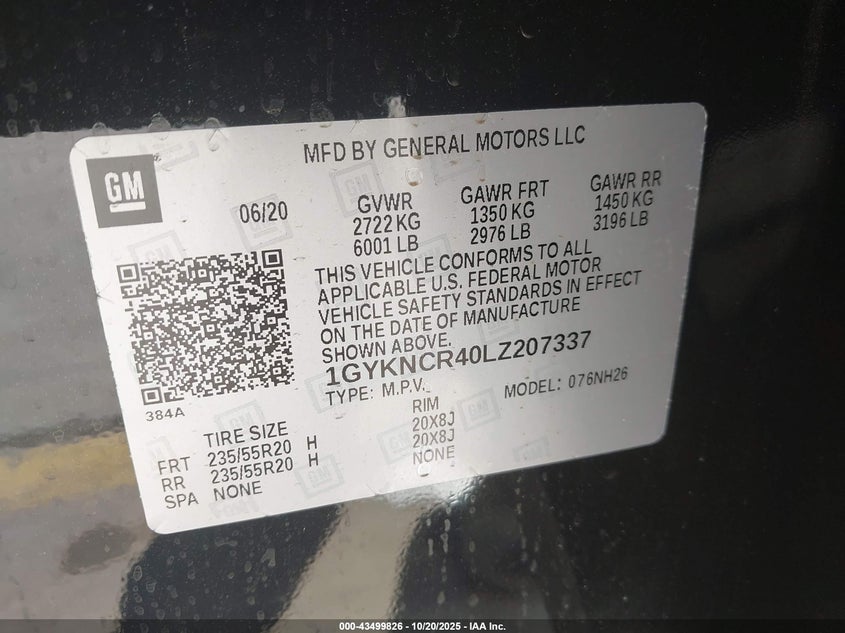 MFD BY GENERAL MOTORS LLC
GM
06/20
GVWR
2722 KG
6001 LB
GAWR FRT
1350 KG
2976 LB
GAWR RR
1450 KG
3196 LB
THIS VEHICLE CONFORMS TO ALL
APPLICABLE U.S. FEDERAL MOTOR
VEHICLE SAFETY STANDARDS IN EFFECT
ON THE DATE OF MANUFACTURE
SHOWN ABOVE.
1GYKNCR40LZ207337
TYPE: M.P.V. MODEL: 076NH26
384A
TIRE SIZE RIM
FRT 235/55R20 H 20X8J
RR 235/55R20 H 20X8J
SPA NONE NONE
000-43499826 - 10/20/2025 - IAA Inc.